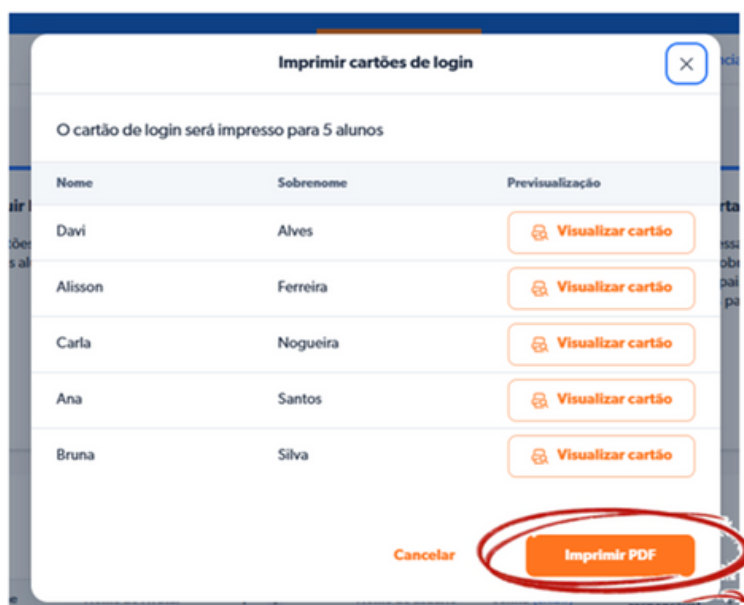 Imprimir cartões de login
O cartão de login será impresso para 5 alunos
Nome Sobrenome Previsualização
Davi Alves Visualizar cartão
Alisson Ferreira Visualizar cartão
Carla Nogueira Visualizar cartão
Ana Santos Visualizar cartão
Bruna Silva Visualizar cartão
Cancelar Imprimir PDF